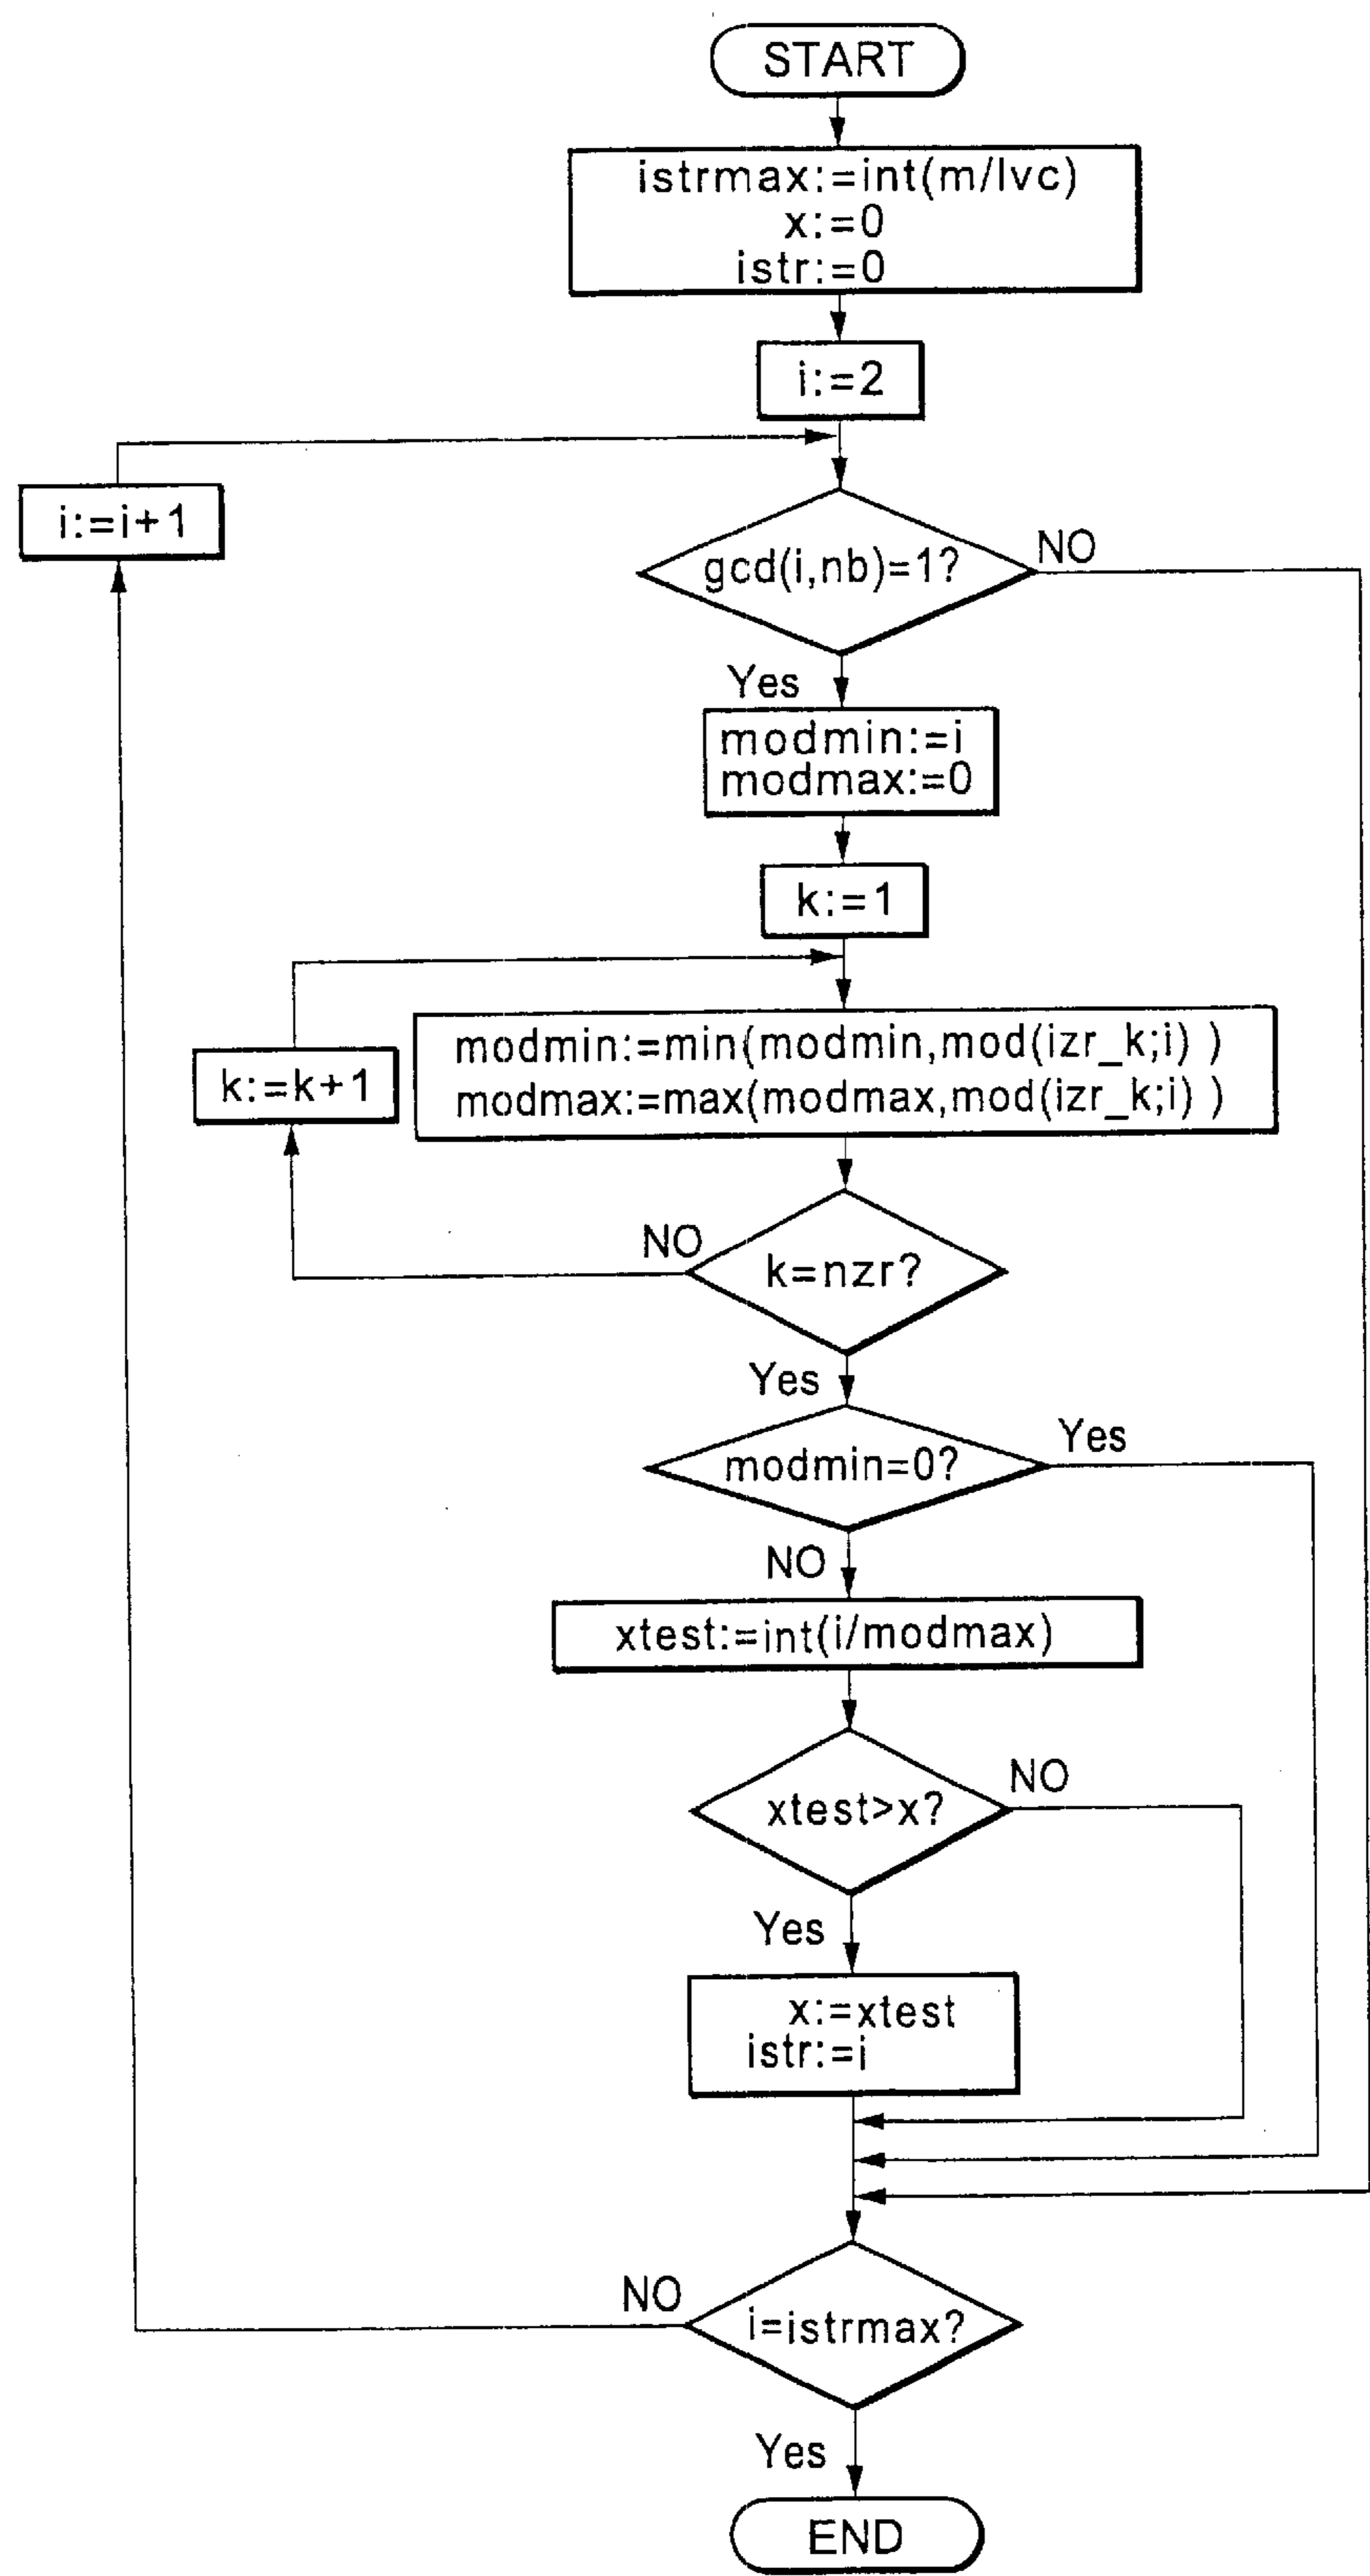 START
istrmax:=int(m/lvc)
x:=0
istr:=0
i:=2
i:=i+1
gcd(i,nb)=1?
NO
Yes
modmin:=i
modmax:=0
k:=1
modmin:=min(modmin,mod(izr_k;i) )
modmax:=max(modmax,mod(izr_k;i) )
k:=k+1
NO
k=nzr?
Yes
modmin=0?
Yes
NO
xtest:=int(i/modmax)
xtest>x?
NO
Yes
x:=xtest
istr:=i
NO
i=istrmax?
Yes
END